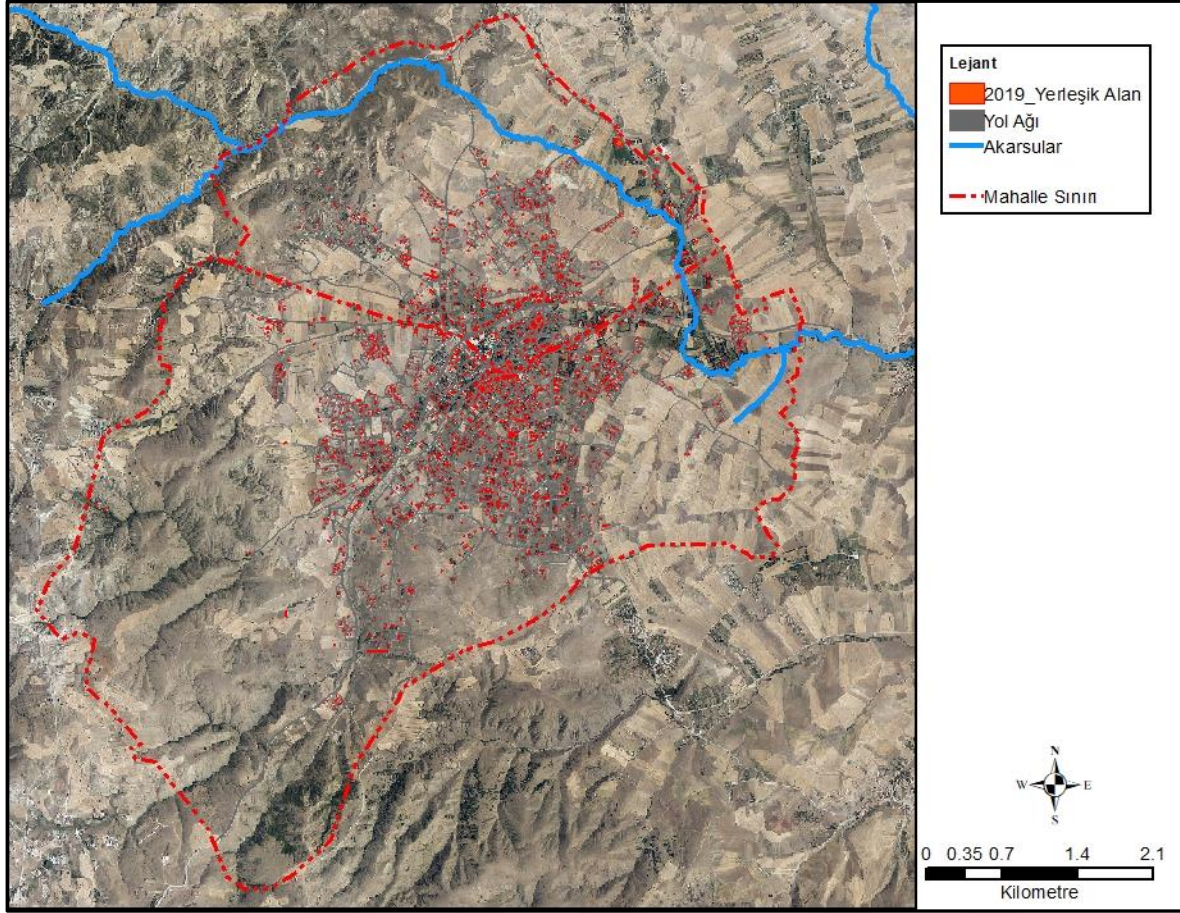 Lejant
2019_Yerleşik Alan
Yol Ağı
Akarsular
Mahalle Sınırı
N
W E
S
0 0.35 0.7 1.4 2.1
Kilometre